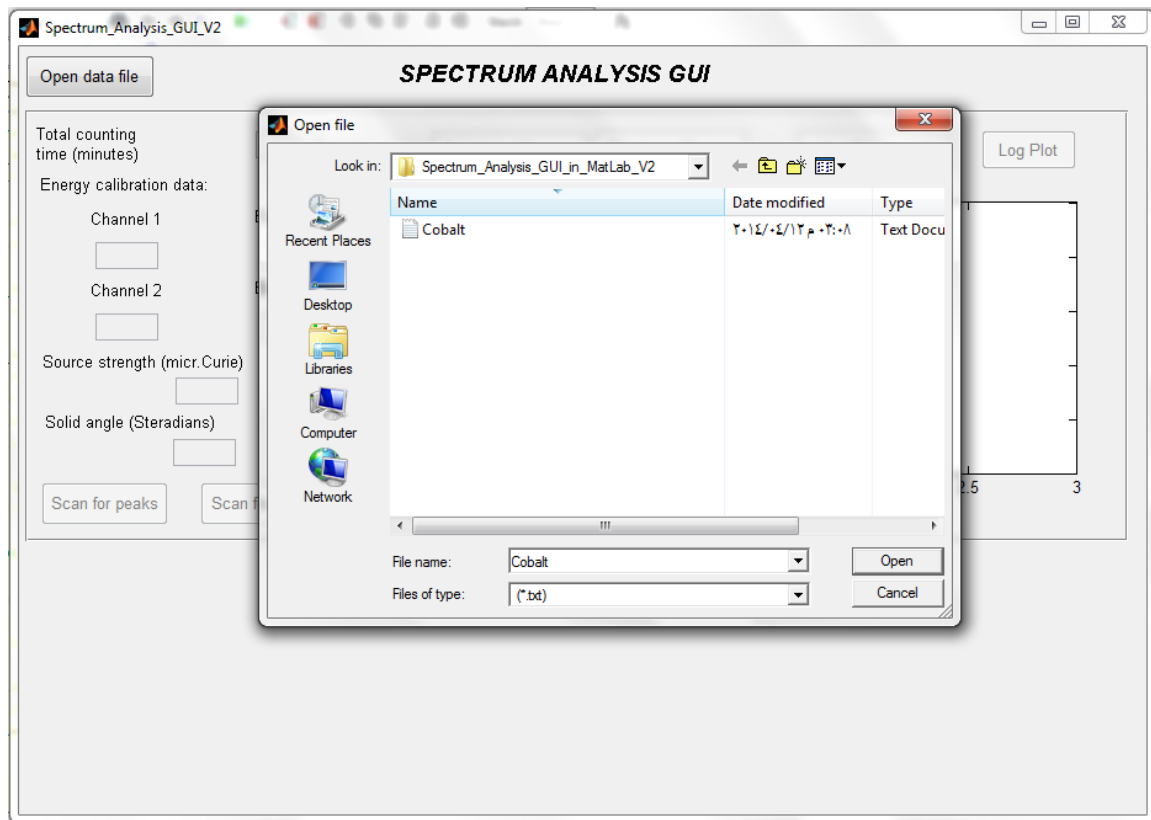 Spectrum_Analysis_GUI_V2
Open data file
SPECTRUM ANALYSIS GUI
Total counting
time (minutes)
Energy calibration data:
Channel 1
Channel 2
Source strength (micr.Curie)
Solid angle (Steradians)
Scan for peaks
Scan f
Log Plot
2.5
3
Open file
Look in:
Spectrum_Analysis_GUI_in_MatLab_V2
Recent Places
Desktop
Libraries
Computer
Network
Name
Date modified
Type
Cobalt
٢٠١٤/٠٤/١٢ م ٠٣:٠٨
Text Docu
File name:
Cobalt
Open
Files of type:
(*.txt)
Cancel